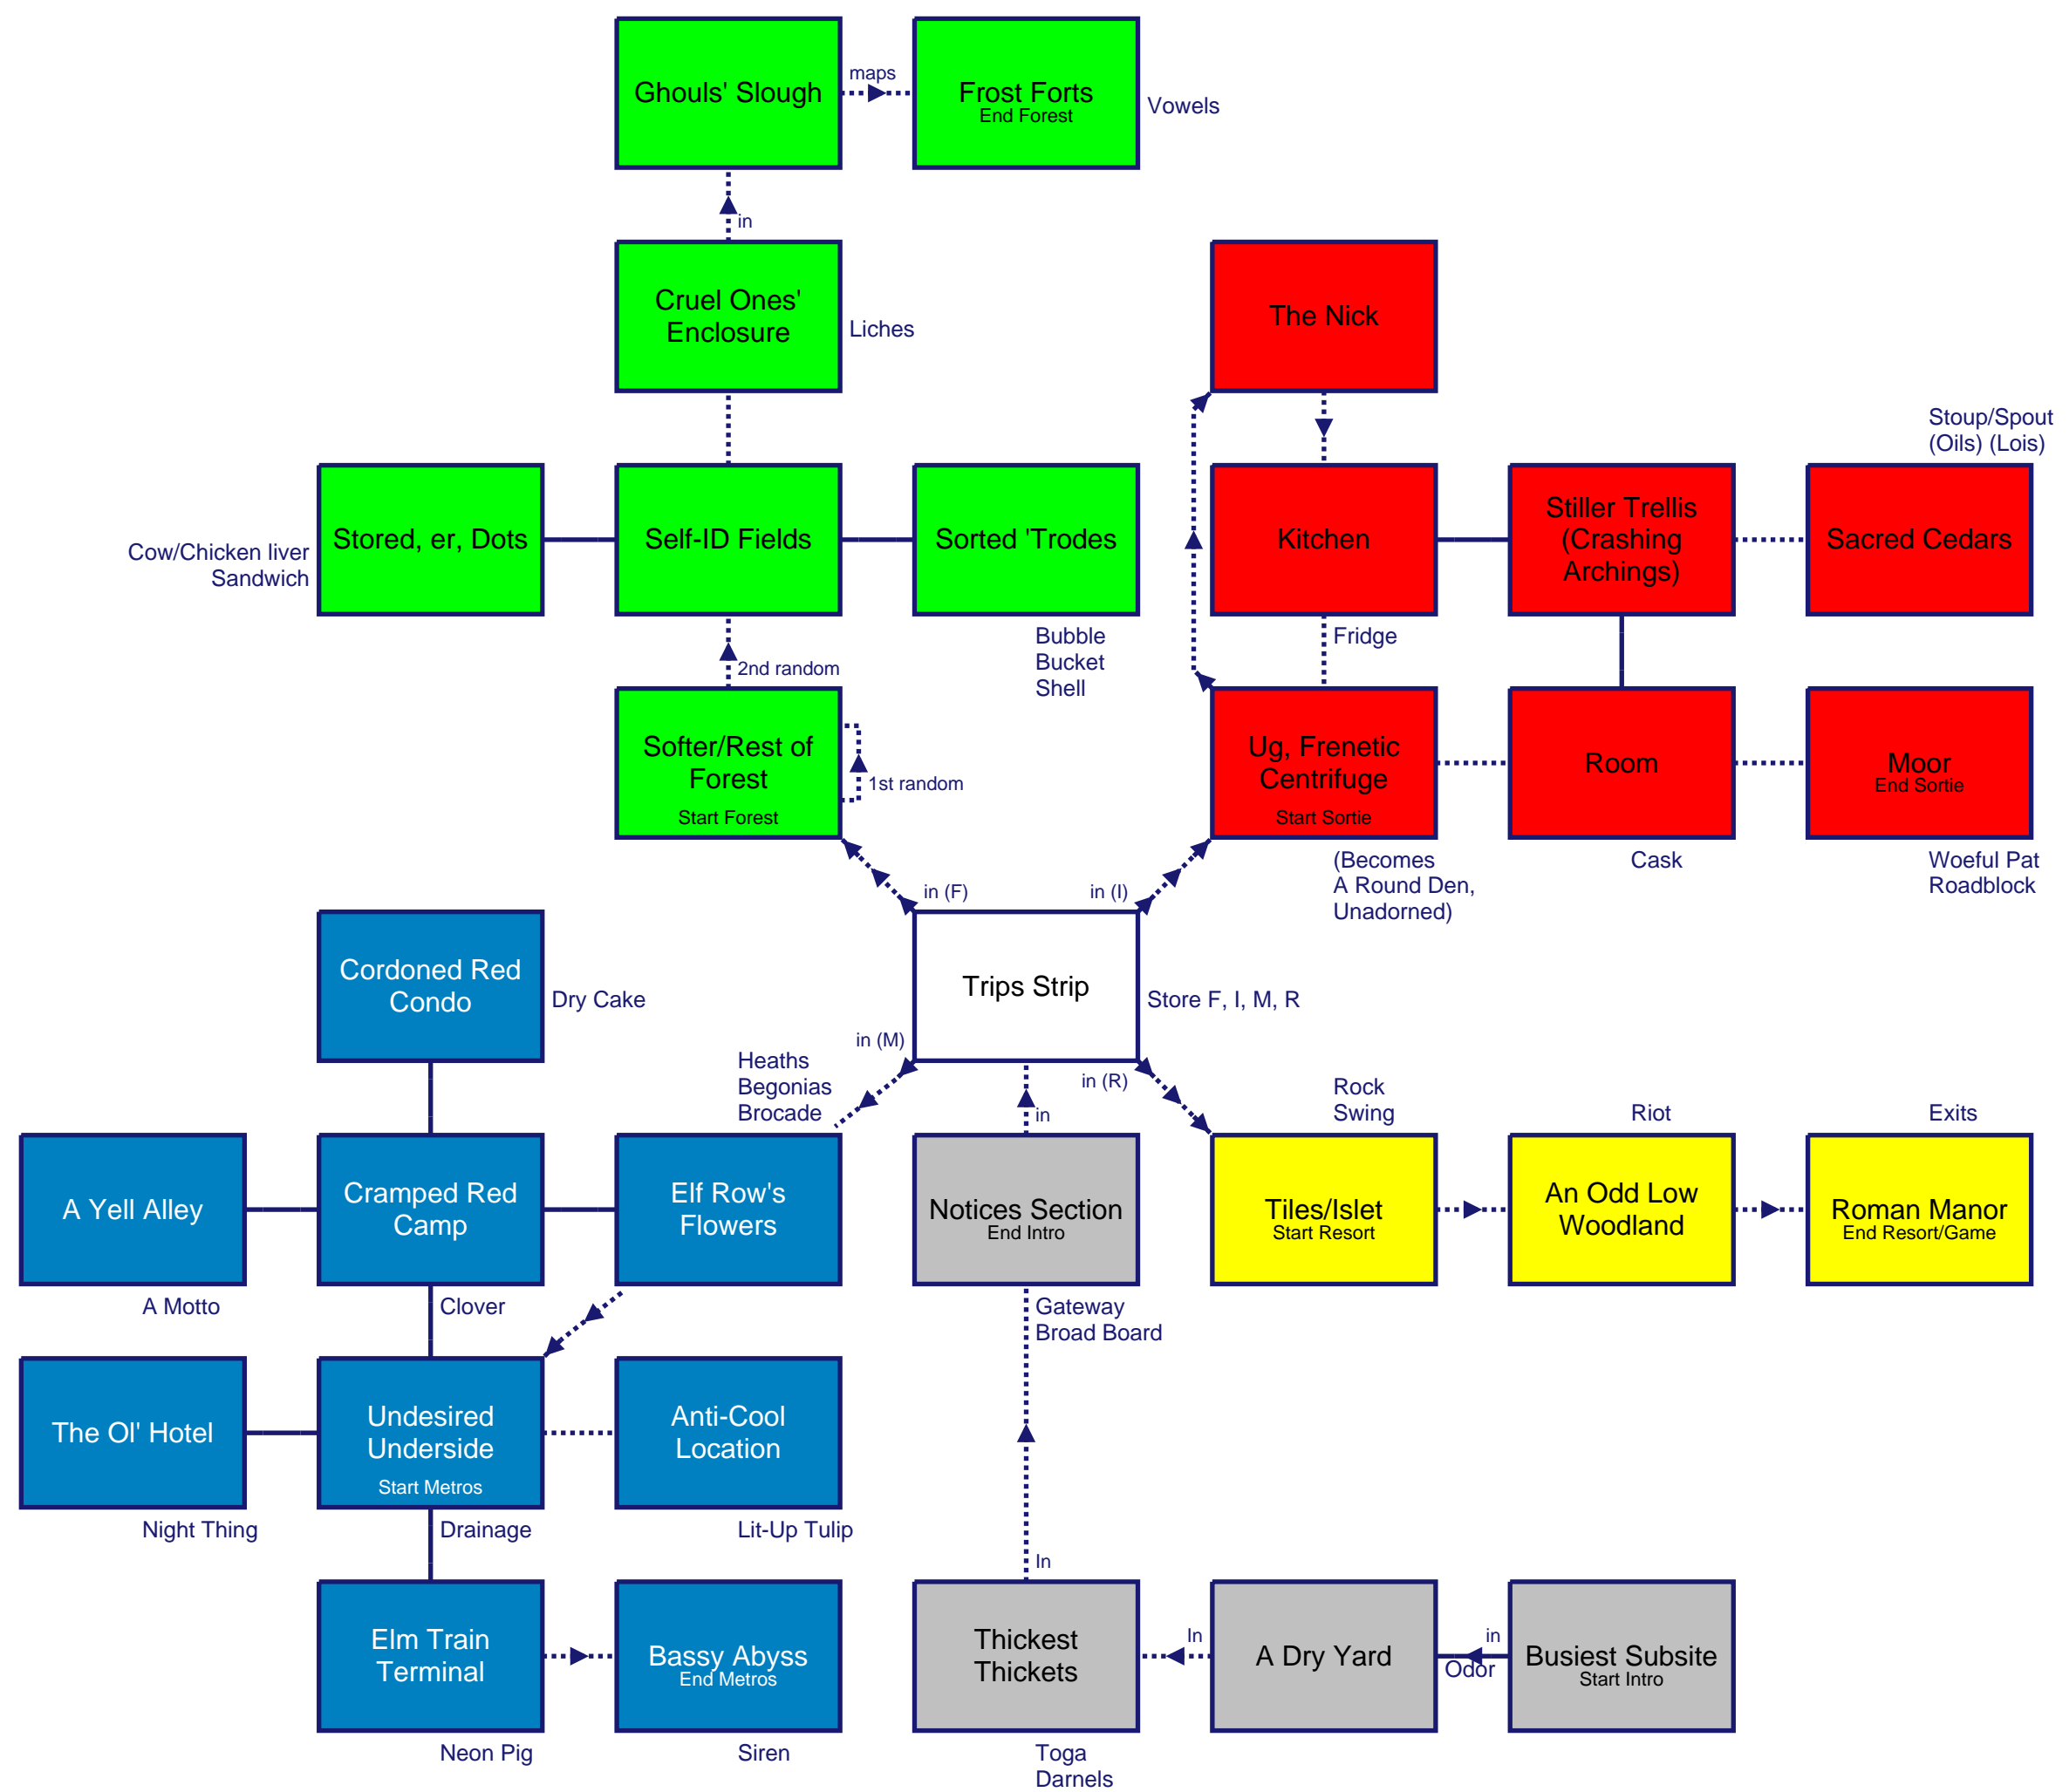 Ghouls' Slough
maps
Frost Forts
End Forest
Vowels
in
Cruel Ones'
Enclosure
Liches
The Nick
Stoup/Spout
(Oils) (Lois)
Cow/Chicken liver
Sandwich
Stored, er, Dots
Self-ID Fields
Sorted 'Trodes
Bubble
Bucket
Shell
Kitchen
Fridge
Stiller Trellis
(Crashing
Archings)
Sacred Cedars
2nd random
Softer/Rest of
Forest
Start Forest
1st random
Ug, Frenetic
Centrifuge
Start Sortie
(Becomes
A Round Den,
Unadorned)
Room
Cask
Moor
End Sortie
Woeful Pat
Roadblock
in (F)
in (I)
Cordoned Red
Condo
Dry Cake
Trips Strip
Store F, I, M, R
in (M)
in (R)
in
Heaths
Begonias
Brocade
Rock
Swing
Riot
Exits
A Yell Alley
A Motto
Cramped Red
Camp
Clover
Elf Row's
Flowers
Notices Section
End Intro
Gateway
Broad Board
Tiles/Islet
Start Resort
An Odd Low
Woodland
Roman Manor
End Resort/Game
The Ol' Hotel
Night Thing
Undesired
Underside
Start Metros
Drainage
Anti-Cool
Location
Lit-Up Tulip
In
Elm Train
Terminal
Neon Pig
Bassy Abyss
End Metros
Siren
Thickest
Thickets
Toga
Darnels
In
A Dry Yard
in
Odor
Busiest Subsite
Start Intro